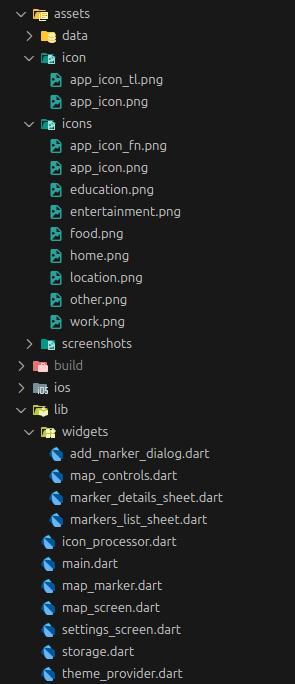 assets
data
icon
app_icon_tl.png
app_icon.png
icons
app_icon_fn.png
app_icon.png
education.png
entertainment.png
food.png
home.png
location.png
other.png
work.png
screenshots
build
iOS ios
lib
widgets
add_marker_dialog.dart
map_controls.dart
marker_details_sheet.dart
markers_list_sheet.dart
icon_processor.dart
main.dart
map_marker.dart
map_screen.dart
settings_screen.dart
storage.dart
theme_provider.dart